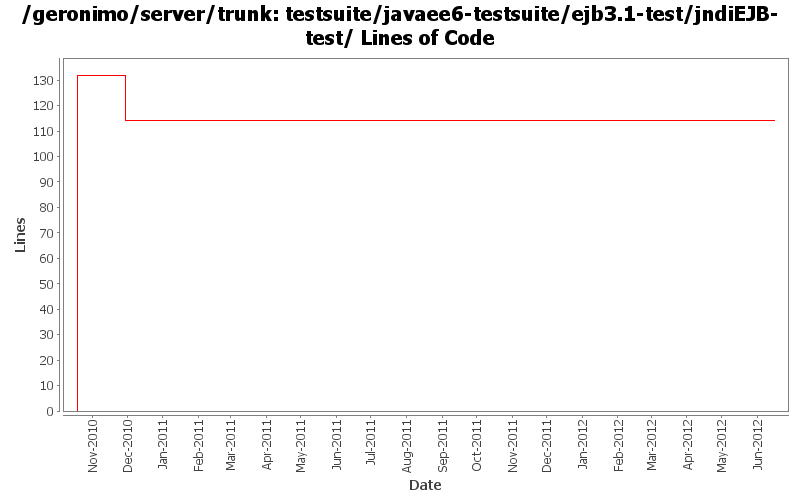 /geronimo/server/trunk: testsuite/javaee6-testsuite/ejb3.1-test/jndiEJB-
test/ Lines of Code
Lines
130
120
110
100
90
80
70
60
50
40
30
20
10
0
Nov-2010
Dec-2010
Jan-2011
Feb-2011
Mar-2011
Apr-2011
May-2011
Jun-2011
Jul-2011
Aug-2011
Sep-2011
Oct-2011
Nov-2011
Dec-2011
Jan-2012
Feb-2012
Mar-2012
Apr-2012
May-2012
Jun-2012
Date